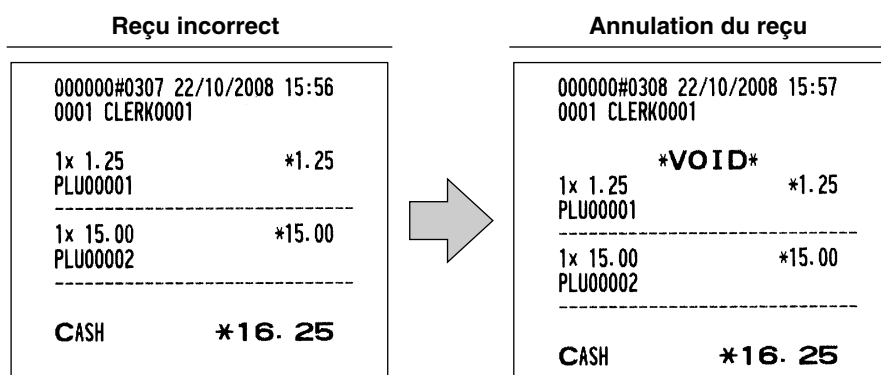 Reçu incorrect
000000#0307 22/10/2008 15:56
0001 CLERK0001
1x 1.25 *1.25
PLU00001
1x 15.00 *15.00
PLU00002
CASH *16.25
Annulation du reçu
000000#0308 22/10/2008 15:57
0001 CLERK0001
*VOID*
1x 1.25 *1.25
PLU00001
1x 15.00 *15.00
PLU00002
CASH *16.25